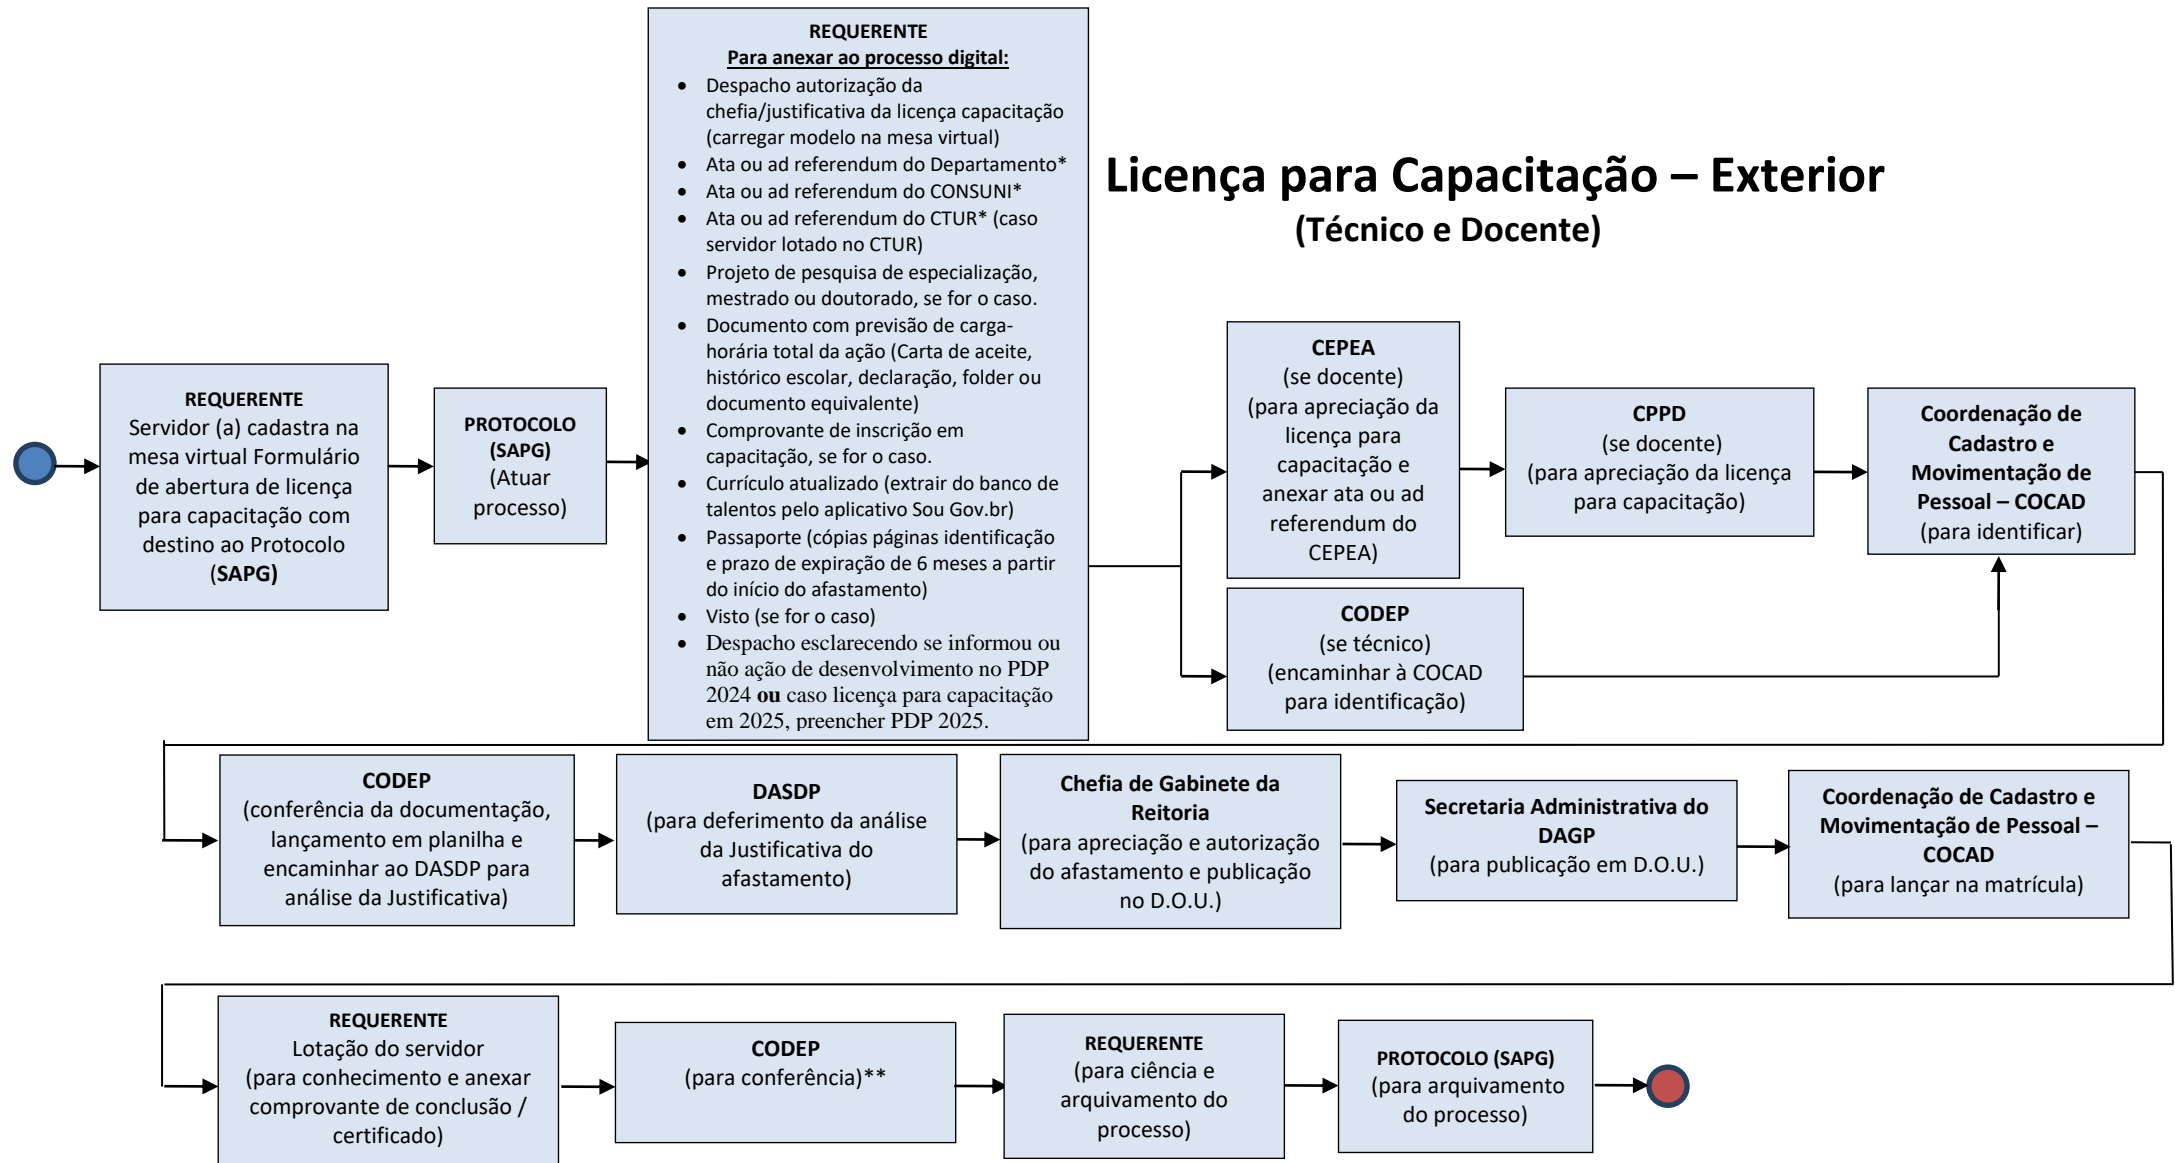 REQUERENTE
Para anexar ao processo digital:
• Despacho autorização da
chefia/justificativa da licença capacitação
(carregar modelo na mesa virtual)
• Ata ou ad referendum do Departamento*
• Ata ou ad referendum do CONSUNI*
• Ata ou ad referendum do CTUR* (caso
servidor lotado no CTUR)
• Projeto de pesquisa de especialização,
mestrado ou doutorado, se for o caso.
• Documento com previsão de carga-
horária total da ação (Carta de aceite,
histórico escolar, declaração, folder ou
documento equivalente)
• Comprovante de inscrição em
capacitação, se for o caso.
• Currículo atualizado (extrair do banco de
talentos pelo aplicativo Sou Gov.br)
• Passaporte (cópias páginas identificação
e prazo de expiração de 6 meses a partir
do início do afastamento)
• Visto (se for o caso)
• Despacho esclarecendo se informou ou
não ação de desenvolvimento no PDP
2024 ou caso licença para capacitação
em 2025, preencher PDP 2025.
Licença para Capacitação – Exterior
(Técnico e Docente)
REQUERENTE
Servidor (a) cadastra na
mesa virtual Formulário
de abertura de licença
para capacitação com
destino ao Protocolo
(SAPG)
PROTOCOLO
(SAPG)
(Atuar
processo)
CEPEA
(se docente)
(para apreciação da
licença para
capacitação e
anexar ata ou ad
referendum do
CEPEA)
CPPD
(se docente)
(para apreciação da licença
para capacitação)
Coordenação de
Cadastro e
Movimentação de
Pessoal – COCAD
(para identificar)
CODEP
(se técnico)
(encaminhar à COCAD
para identificação)
CODEP
(conferência da documentação,
lançamento em planilha e
encaminhar ao DASDP para
análise da Justificativa)
DASDP
(para deferimento da análise
da Justificativa do
afastamento)
Chefia de Gabinete da
Reitoria
(para apreciação e autorização
do afastamento e publicação
no D.O.U.)
Secretaria Administrativa do
DAGP
(para publicação em D.O.U.)
Coordenação de Cadastro e
Movimentação de Pessoal –
COCAD
(para lançar na matrícula)
REQUERENTE
Lotação do servidor
(para conhecimento e anexar
comprovante de conclusão /
certificado)
CODEP
(para conferência)**
REQUERENTE
(para ciência e
arquivamento do
processo)
PROTOCOLO (SAPG)
(para arquivamento
do processo)